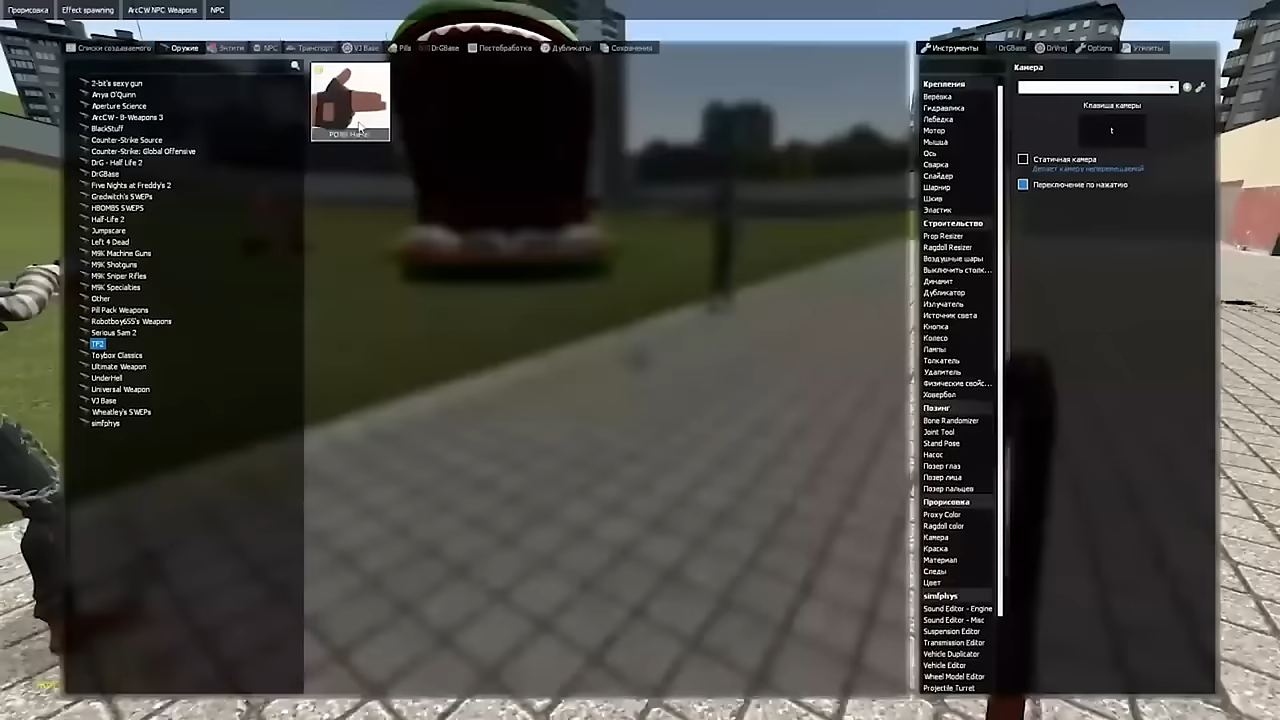 Прорисовка
Effect spawning
ArcCW NPC: Weapons
NPC
Списки создаваемого
Оружие
Энтити
NPC
Транспорт
VJ Base
Pills
DrGBase
Постобработка
Дубликаты
Сохранения
Инструменты
DrGBase
DrVrej
Options
Утилиты
2-bit's sexy gun
Anya O'Quinn
Aperture Science
ArcCW - B-Weapons 3
BlackStuff
Counter-Strike Source
Counter-Strike: Global Offensive
DrG - Half Life 2
DrGBase
Five Nights at Freddy's 2
Gredwitch's SWEPs
HBOMBS SWEPS
Half-Life 2
Jumpscare
Left 4 Dead
M9K Machine Guns
M9K Shotguns
M9K Sniper Rifles
M9K Specialties
Other
Pill Pack Weapons
Robotboy655's Weapons
Serious Sam 2
TF2
Toybox Classics
Ultimate Weapon
UnderHell
Universal Weapon
VJ Base
Wheatley's SWEPs
simfphys
Крепления
Верёвка
Гидравлика
Лебедка
Мотор
Мышца
Ось
Сварка
Слайдер
Шарнир
Шкив
Эластик
Строительство
Prop Resizer
Ragdoll Resizer
Воздушные шары
Выключить столк...
Динамит
Дубликатор
Излучатель
Источник света
Кнопка
Колесо
Лампы
Толкатель
Удалитель
Физические свойс...
Ховербол
Позинг
Bone Randomizer
Joint Tool
Stand Pose
Насос
Позер глаз
Позер лица
Позер пальцев
Прорисовка
Proxy Color
Ragdoll color
Камера
Краска
Материал
Следы
Цвет
simfphys
Sound Editor - Engine
Sound Editor - Misc
Suspension Editor
Transmission Editor
Vehicle Duplicator
Vehicle Editor
Wheel Model Editor
Projectile Turret
Камера
Клавиша камеры
t
Статичная камера
Делает камеру неперемещаемой
Переключение по нажатию